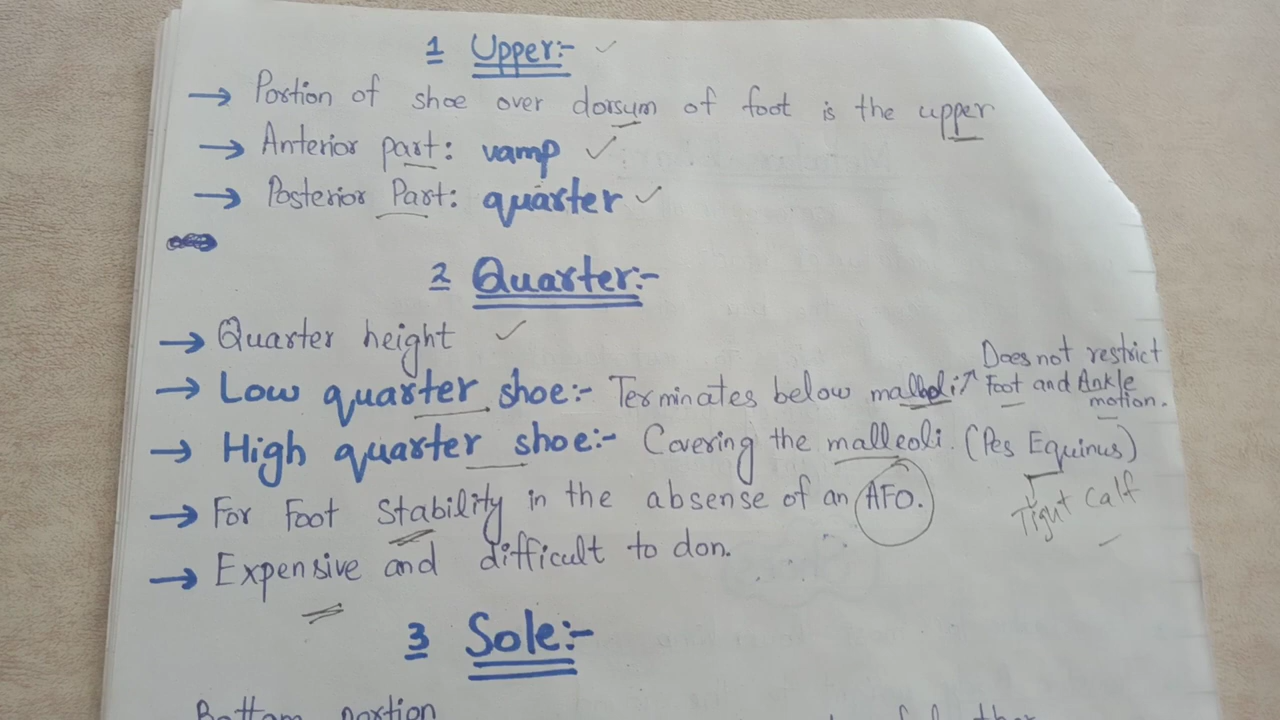 1 Upper:-
→ Portion of shoe over dorsum of foot is the upper
→ Anterior part: vamp
→ Posterior Part: quarter
2 Quarter:-
→ Quarter height
→ Low quarter shoe:- Terminates below malleoli↗ Does not restrict
Foot and Ankle
motion.
→ High quarter shoe:- Covering the malleoli. (Pes Equinus)
Tight Calf
→ For Foot stability in the absense of an AFO.
→ Expensive and difficult to don.
3 Sole:-
Bottom portion